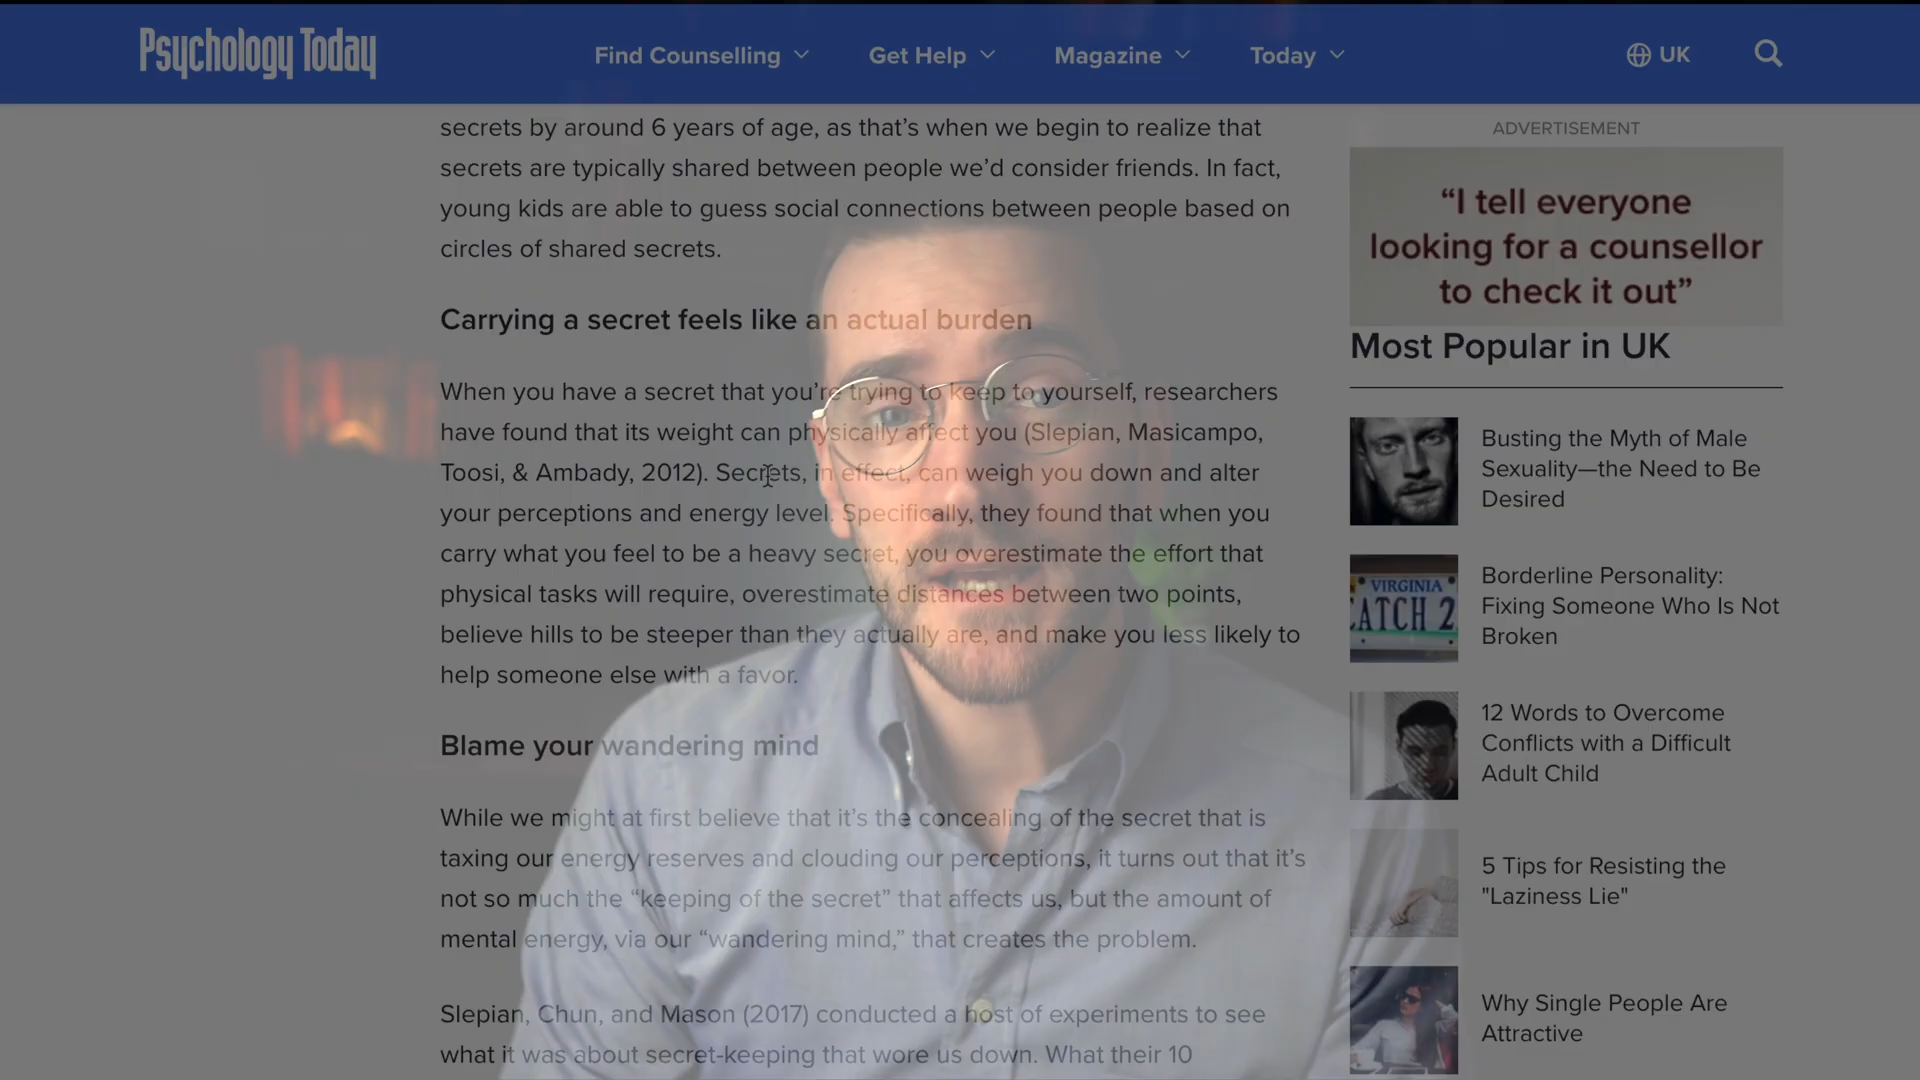 Psychology Today
Find Counselling
Get Help
Magazine
Today
UK
secrets by around 6 years of age, as that’s when we begin to realize that
secrets are typically shared between people we’d consider friends. In fact,
young kids are able to guess social connections between people based on
circles of shared secrets.
Carrying a secret feels like an actual burden
When you have a secret that you’re trying to keep to yourself, researchers
have found that its weight can physically affect you (Slepian, Masicampo,
Toosi, & Ambady, 2012). Secrets, in effect, can weigh you down and alter
your perceptions and energy level. Specifically, they found that when you
carry what you feel to be a heavy secret, you overestimate the effort that
physical tasks will require, overestimate distances between two points,
believe hills to be steeper than they actually are, and make you less likely to
help someone else with a favor.
Blame your wandering mind
While we might at first believe that it’s the concealing of the secret that is
taxing our energy reserves and clouding our perceptions, it turns out that it’s
not so much the “keeping of the secret” that affects us, but the amount of
mental energy, via our “wandering mind,” that creates the problem.
Slepian, Chun, and Mason (2017) conducted a host of experiments to see
what it was about secret-keeping that wore us down. What their 10
ADVERTISEMENT
“I tell everyone
looking for a counsellor
to check it out”
Most Popular in UK
Busting the Myth of Male
Sexuality—the Need to Be
Desired
VIRGINIA
CATCH 2
Borderline Personality:
Fixing Someone Who Is Not
Broken
12 Words to Overcome
Conflicts with a Difficult
Adult Child
5 Tips for Resisting the
"Laziness Lie"
Why Single People Are
Attractive